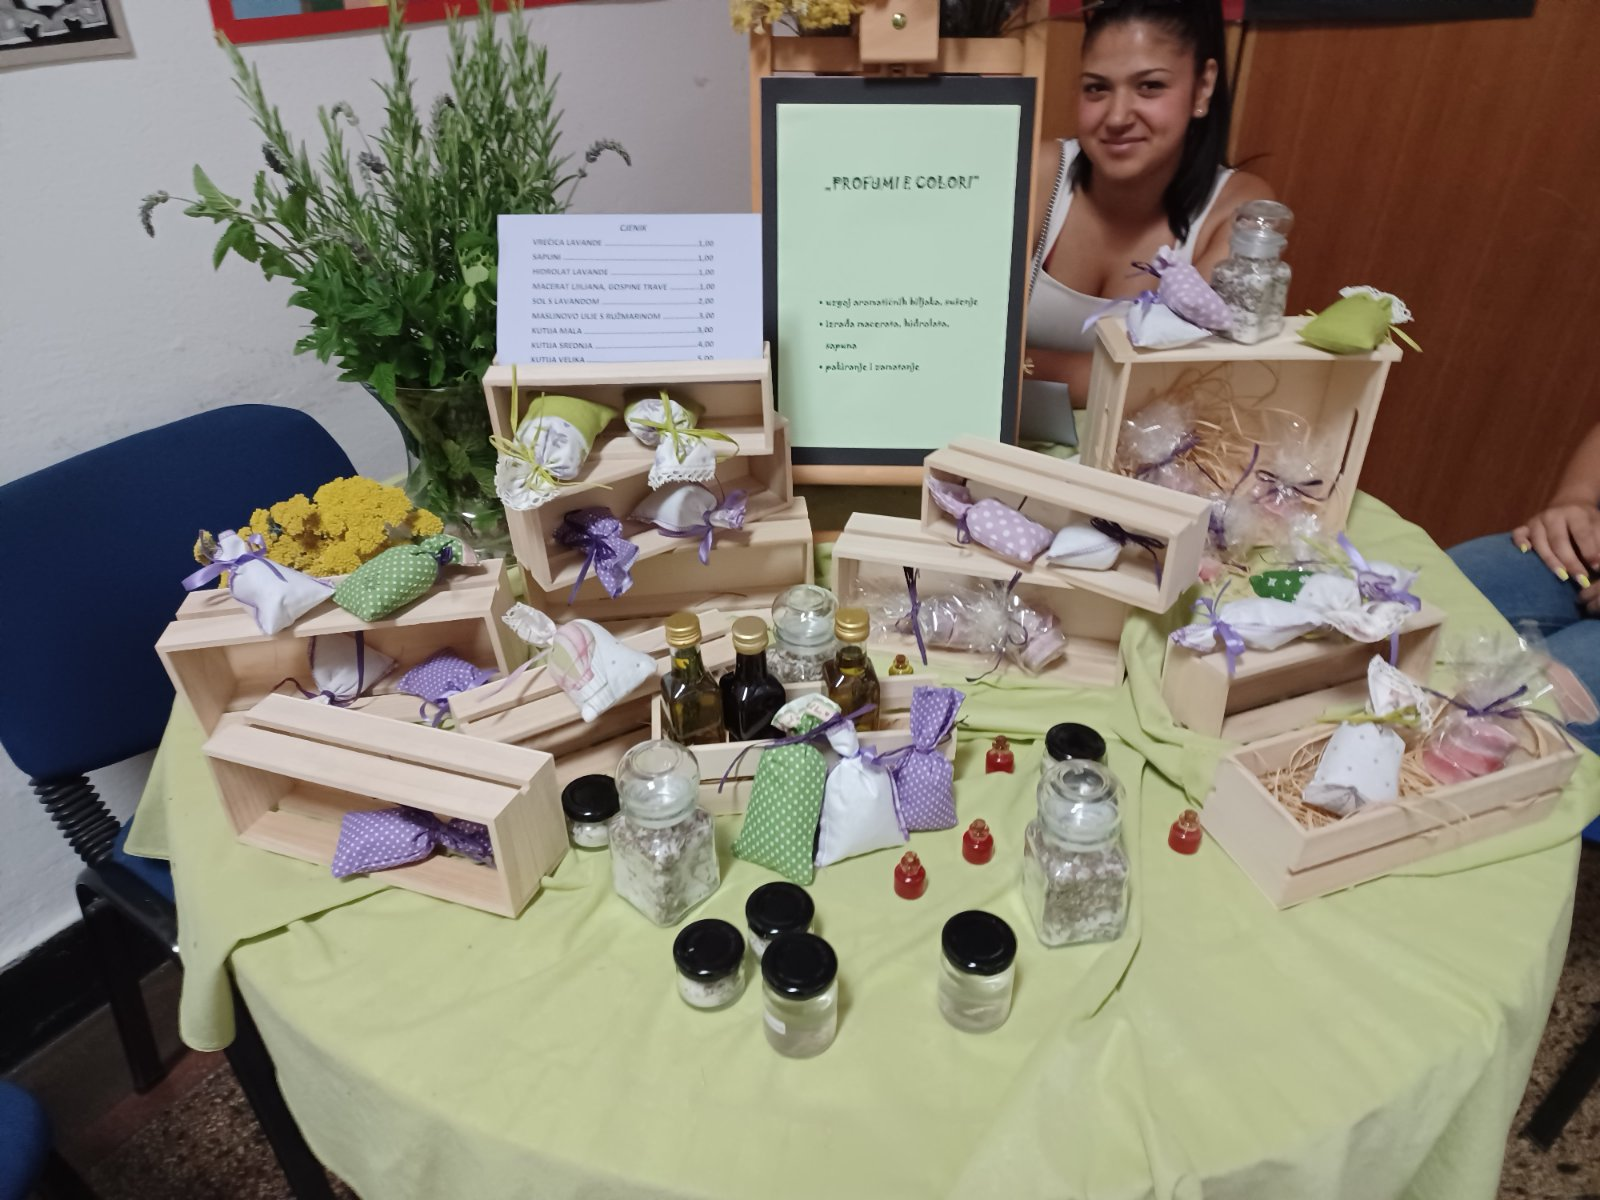 CJENIK
VREĆICA LAVANDE ........ 1,00
SAPUNI ........ 1,00
HIDROLAT LAVANDE ........ 1,00
MACERAT LJILJANA, GOSPINE TRAVE ........ 1,00
SOL S LAVANDOM ........ 2,00
MASLINOVO ULJE S RUŽMARINOM ........ 3,00
KUTIJA MALA ........ 3,00
KUTIJA SREDNJA ........ 4,00
KUTIJA VELIKA ........ 5,00
„PROFUMI E COLORI"
• uzgoj aromatičnih biljaka, sušenje
• izrada macerata, hidrolata,
sapuna
• pakiranje i zamatanje